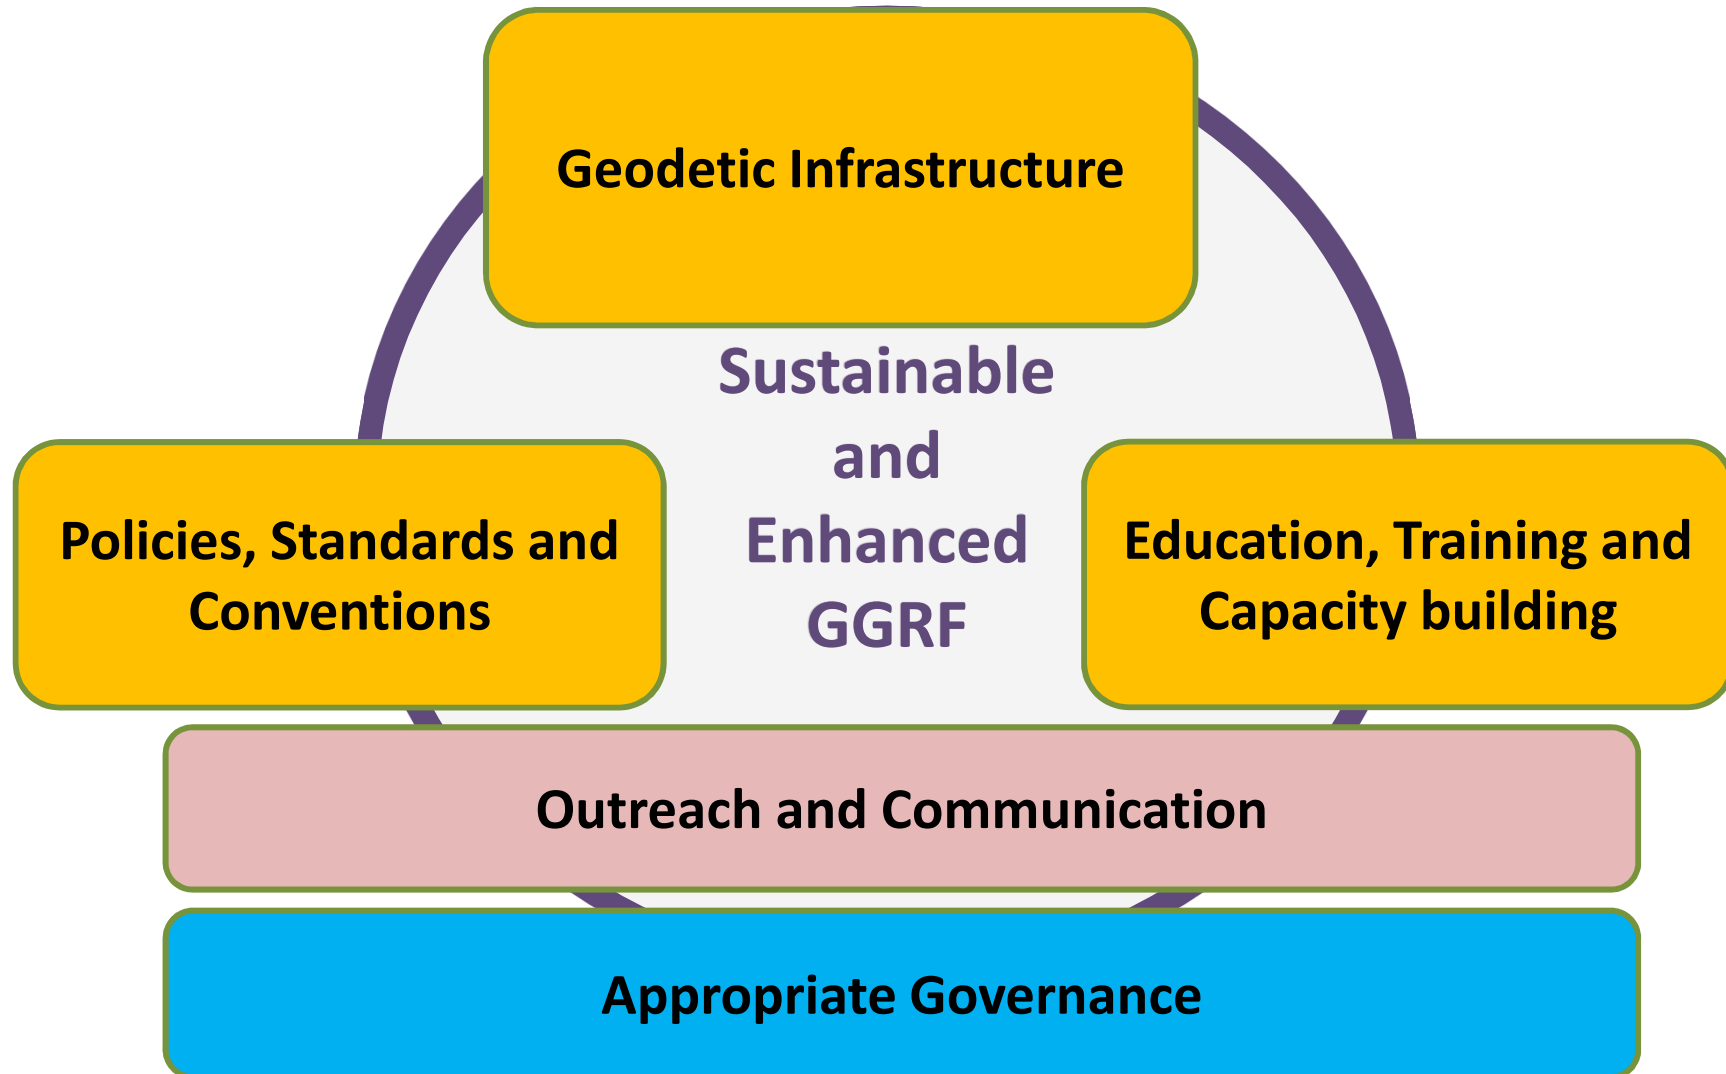 Geodetic Infrastructure
Sustainable
and
Enhanced
GGRF
Policies, Standards and
Conventions
Education, Training and
Capacity building
Outreach and Communication
Appropriate Governance